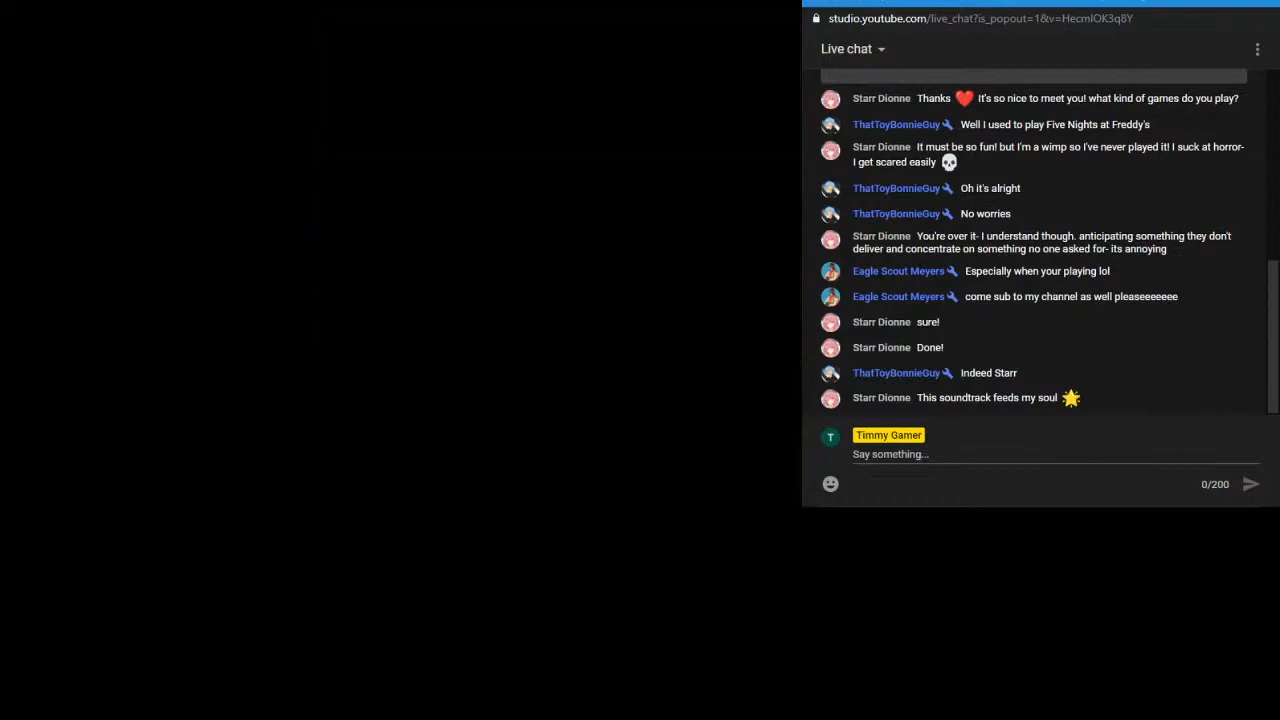 studio.youtube.com/live_chat?is_popout=1&v=HecmlOK3q8Y
Live chat
Starr Dionne Thanks ❤️ It's so nice to meet you! what kind of games do you play?
ThatToyBonnieGuy Well I used to play Five Nights at Freddy's
Starr Dionne It must be so fun! but I'm a wimp so I've never played it! I suck at horror-
I get scared easily 💀
ThatToyBonnieGuy Oh it's alright
ThatToyBonnieGuy No worries
Starr Dionne You're over it- I understand though. anticipating something they don't
deliver and concentrate on something no one asked for- its annoying
Eagle Scout Meyers Especially when your playing lol
Eagle Scout Meyers come sub to my channel as well pleaseeeeeee
Starr Dionne sure!
Starr Dionne Done!
ThatToyBonnieGuy Indeed Starr
Starr Dionne This soundtrack feeds my soul 🌟
T Timmy Gamer
Say something...
0/200